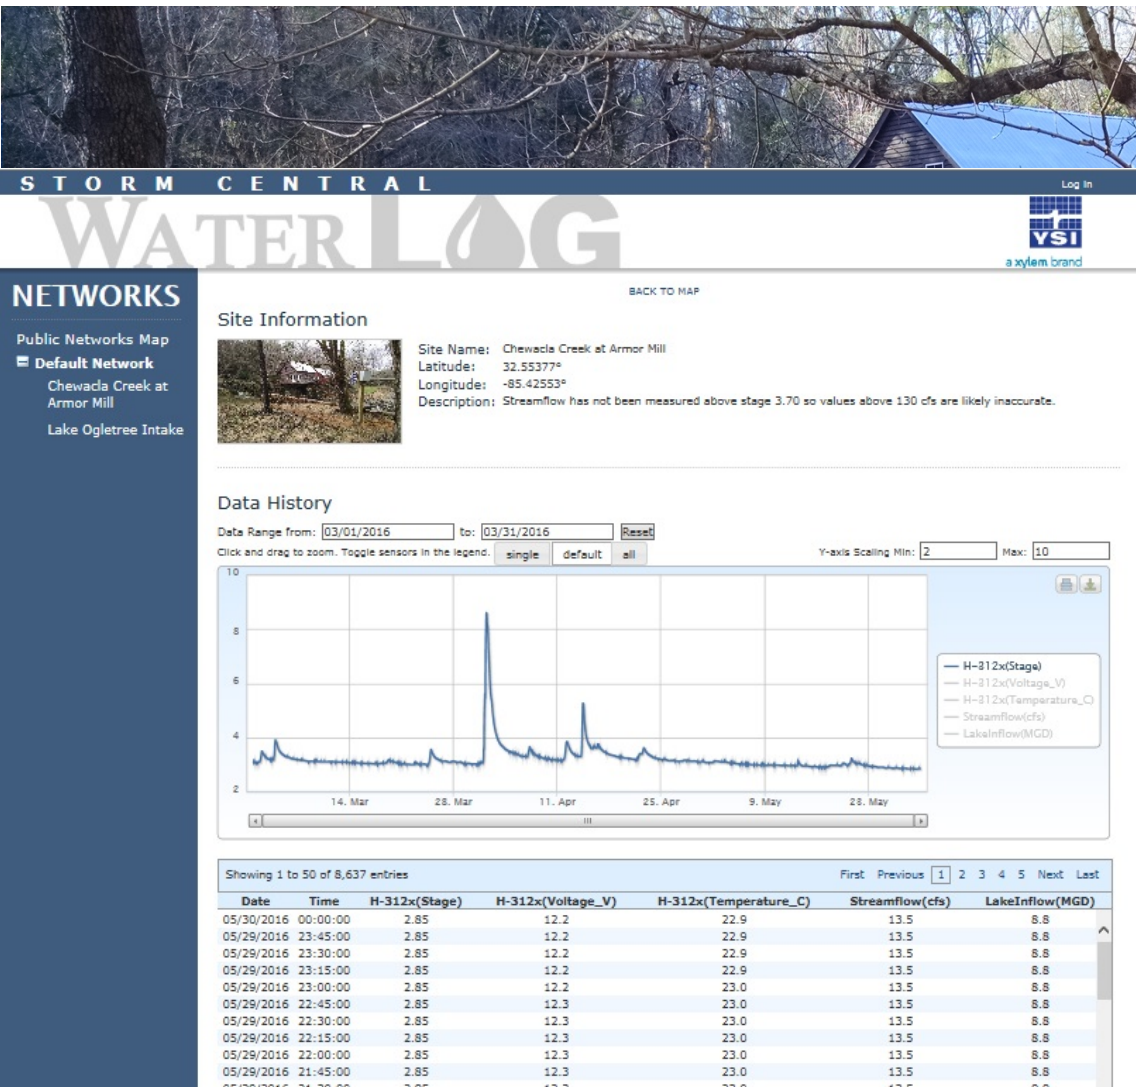 STORM CENTRAL
Log In
WATERLOG
YSI
a xylem brand
NETWORKS
Public Networks Map
Default Network
Chewacla Creek at
Armor Mill
Lake Ogletree Intake
BACK TO MAP
Site Information
Site Name: Chewacla Creek at Armor Mill
Latitude: 32.55377°
Longitude: -85.42553°
Description: Streamflow has not been measured above stage 3.70 so values above 130 cfs are likely inaccurate.
Data History
Data Range from: 03/01/2016 to: 03/31/2016 Reset
Click and drag to zoom. Toggle sensors in the legend. single default all Y-axis Scaling Min: 2 Max: 10
10
8
6
4
2
14. Mar 28. Mar 11. Apr 25. Apr 9. May 23. May
H-312x(Stage)
H-312x(Voltage_V)
H-312x(Temperature_C)
Streamflow(cfs)
LakeInflow(MGD)
Showing 1 to 50 of 8,637 entries First Previous 1 2 3 4 5 Next Last
Date Time H-312x(Stage) H-312x(Voltage_V) H-312x(Temperature_C) Streamflow(cfs) LakeInflow(MGD)
05/30/2016 00:00:00 2.85 12.2 22.9 13.5 8.8
05/29/2016 23:45:00 2.85 12.2 22.9 13.5 8.8
05/29/2016 23:30:00 2.85 12.2 22.9 13.5 8.8
05/29/2016 23:15:00 2.85 12.2 22.9 13.5 8.8
05/29/2016 23:00:00 2.85 12.2 23.0 13.5 8.8
05/29/2016 22:45:00 2.85 12.3 23.0 13.5 8.8
05/29/2016 22:30:00 2.85 12.3 23.0 13.5 8.8
05/29/2016 22:15:00 2.85 12.3 23.0 13.5 8.8
05/29/2016 22:00:00 2.85 12.3 23.0 13.5 8.8
05/29/2016 21:45:00 2.85 12.3 23.0 13.5 8.8